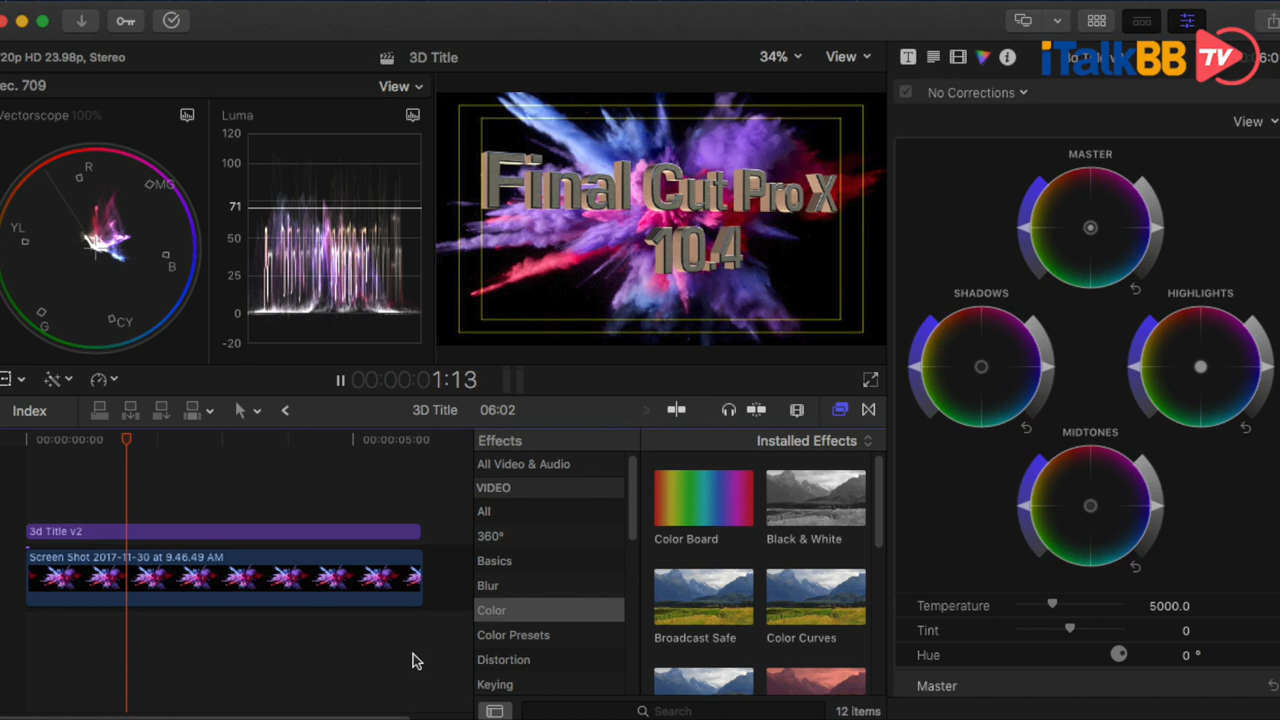 720p HD 23.98p, Stereo
3D Title
34%
View
iTalkBB TV
Rec. 709
View
No Corrections
View
Vectorscope 100%
Luma
R
MG
YL
B
G
CY
120
100
71
50
25
0
-20
Final Cut Pro X
10.4
MASTER
SHADOWS
HIGHLIGHTS
MIDTONES
00:00:01:13
Index
3D Title
06:02
00:00:00:00
00:00:05:00
Effects
Installed Effects
All Video & Audio
VIDEO
All
360°
Basics
Blur
Color
Color Presets
Distortion
Keying
Color Board
Black & White
Broadcast Safe
Color Curves
3d Title v2
Screen Shot 2017-11-30 at 9.46.49 AM
Temperature
5000.0
Tint
0
Hue
0 °
Master
Search
12 items